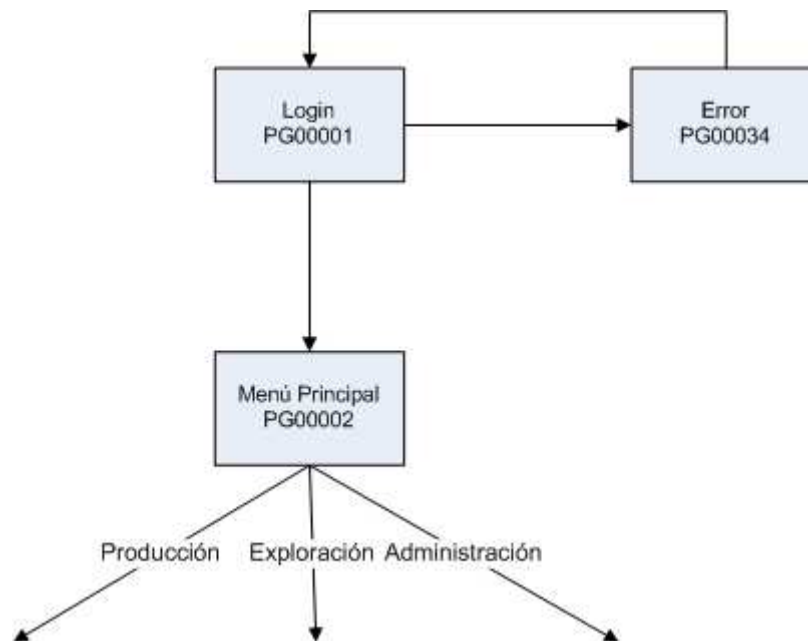 Login
PG00001
Error
PG00034
Menú Principal
PG00002
Producción
Exploración
Administración